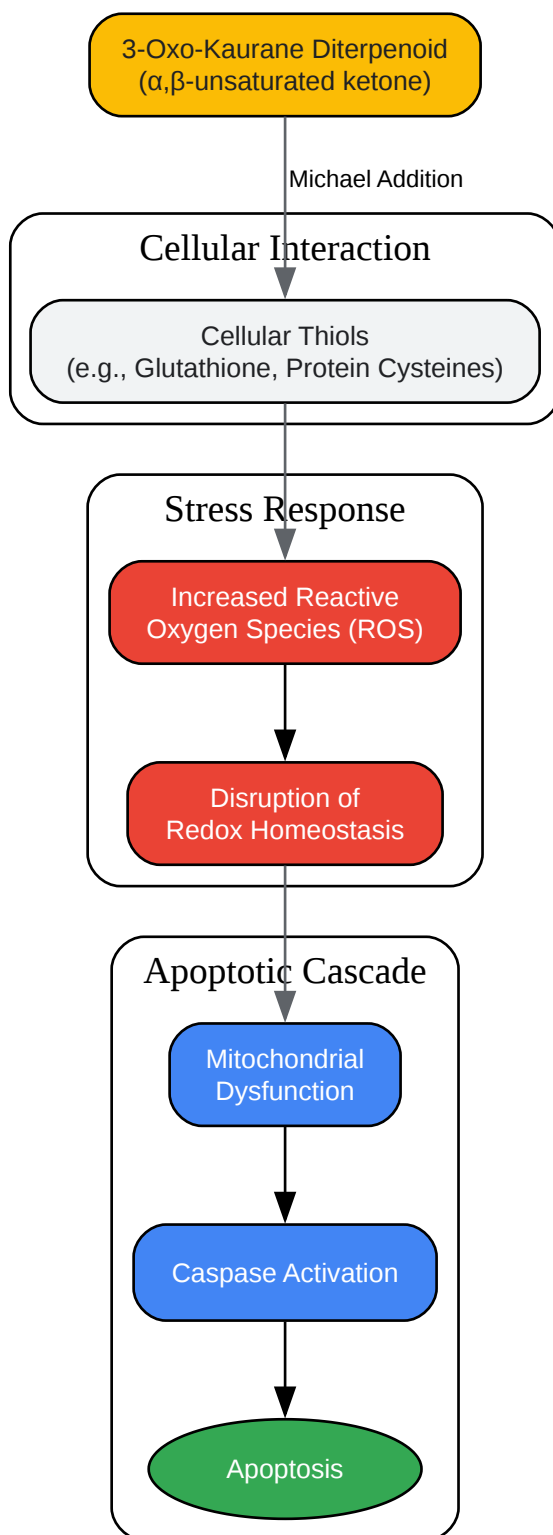 3-Oxo-Kaurane Diterpenoid
(α,β-unsaturated ketone)
Michael Addition
Cellular Interaction
Cellular Thiols
(e.g., Glutathione, Protein Cysteines)
Stress Response
Increased Reactive
Oxygen Species (ROS)
Disruption of
Redox Homeostasis
Apoptotic Cascade
Mitochondrial
Dysfunction
Caspase Activation
Apoptosis